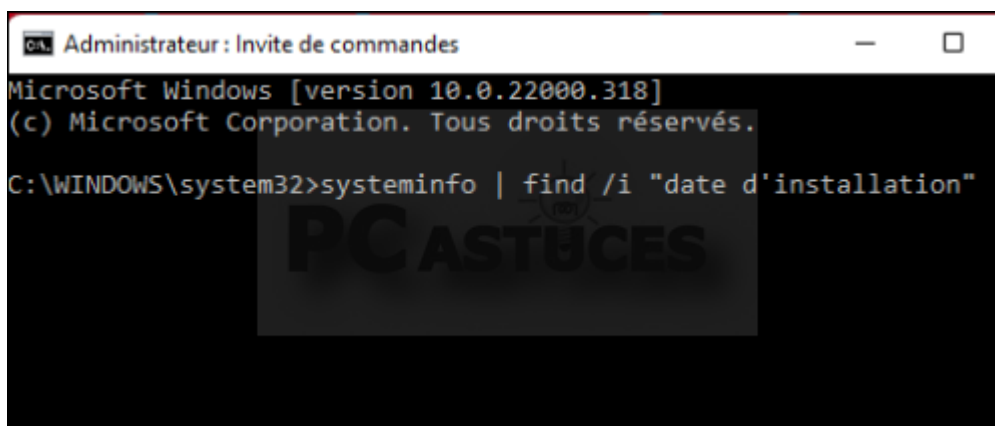 Administrateur : Invite de commandes
Microsoft Windows [version 10.0.22000.318]
(c) Microsoft Corporation. Tous droits réservés.
C:\WINDOWS\system32>systeminfo | find /i "date d'installation"
PC ASTUCES